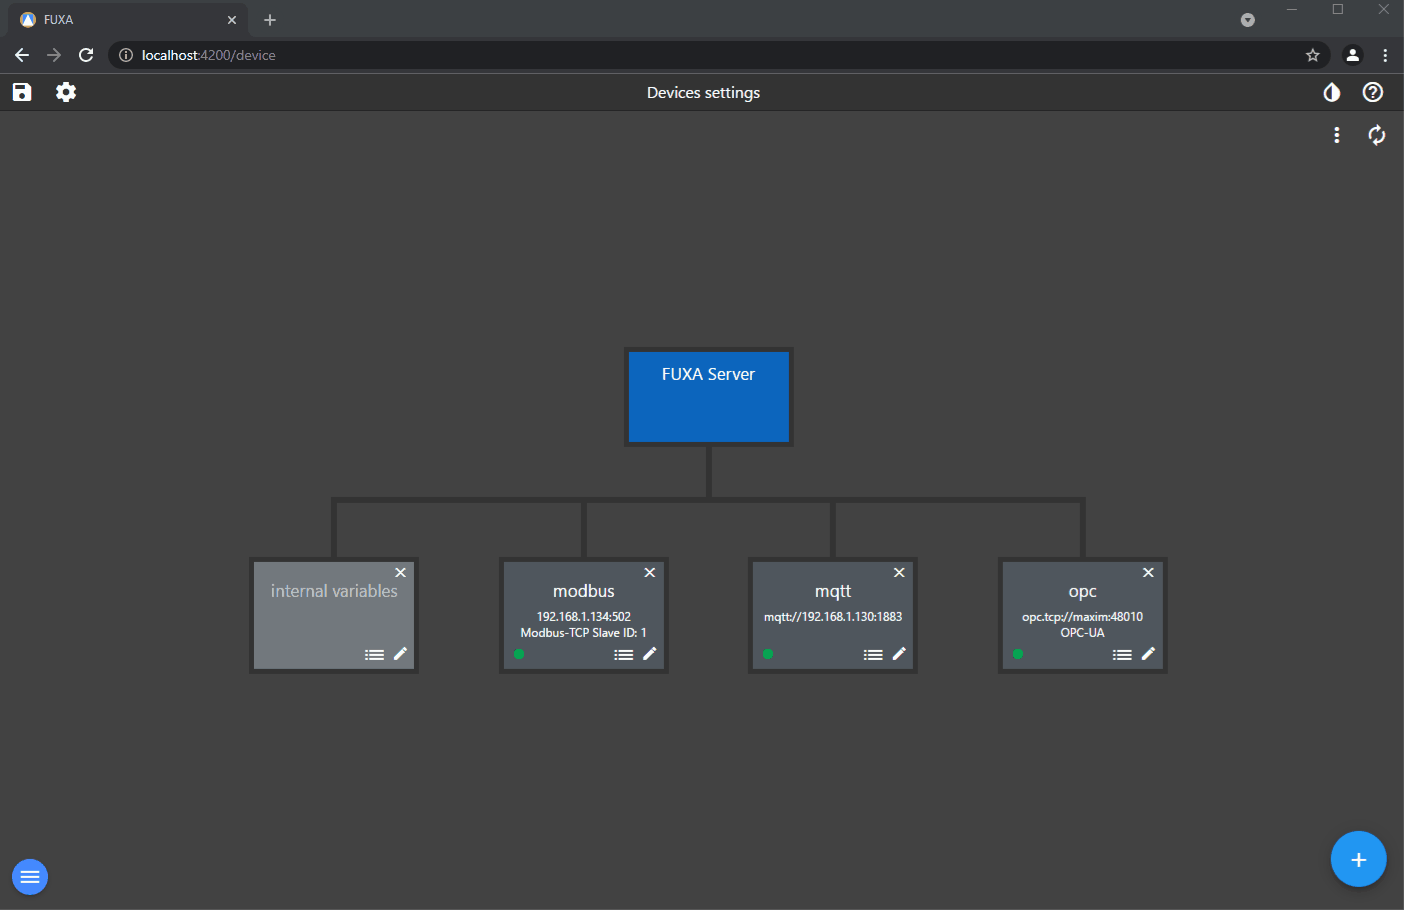 FUXA
localhost:4200/device
Devices settings
FUXA Server
internal variables
modbus
192.168.1.134:502
Modbus-TCP Slave ID: 1
mqtt
mqtt://192.168.1.130:1883
opc
opc.tcp://maxim:48010
OPC-UA